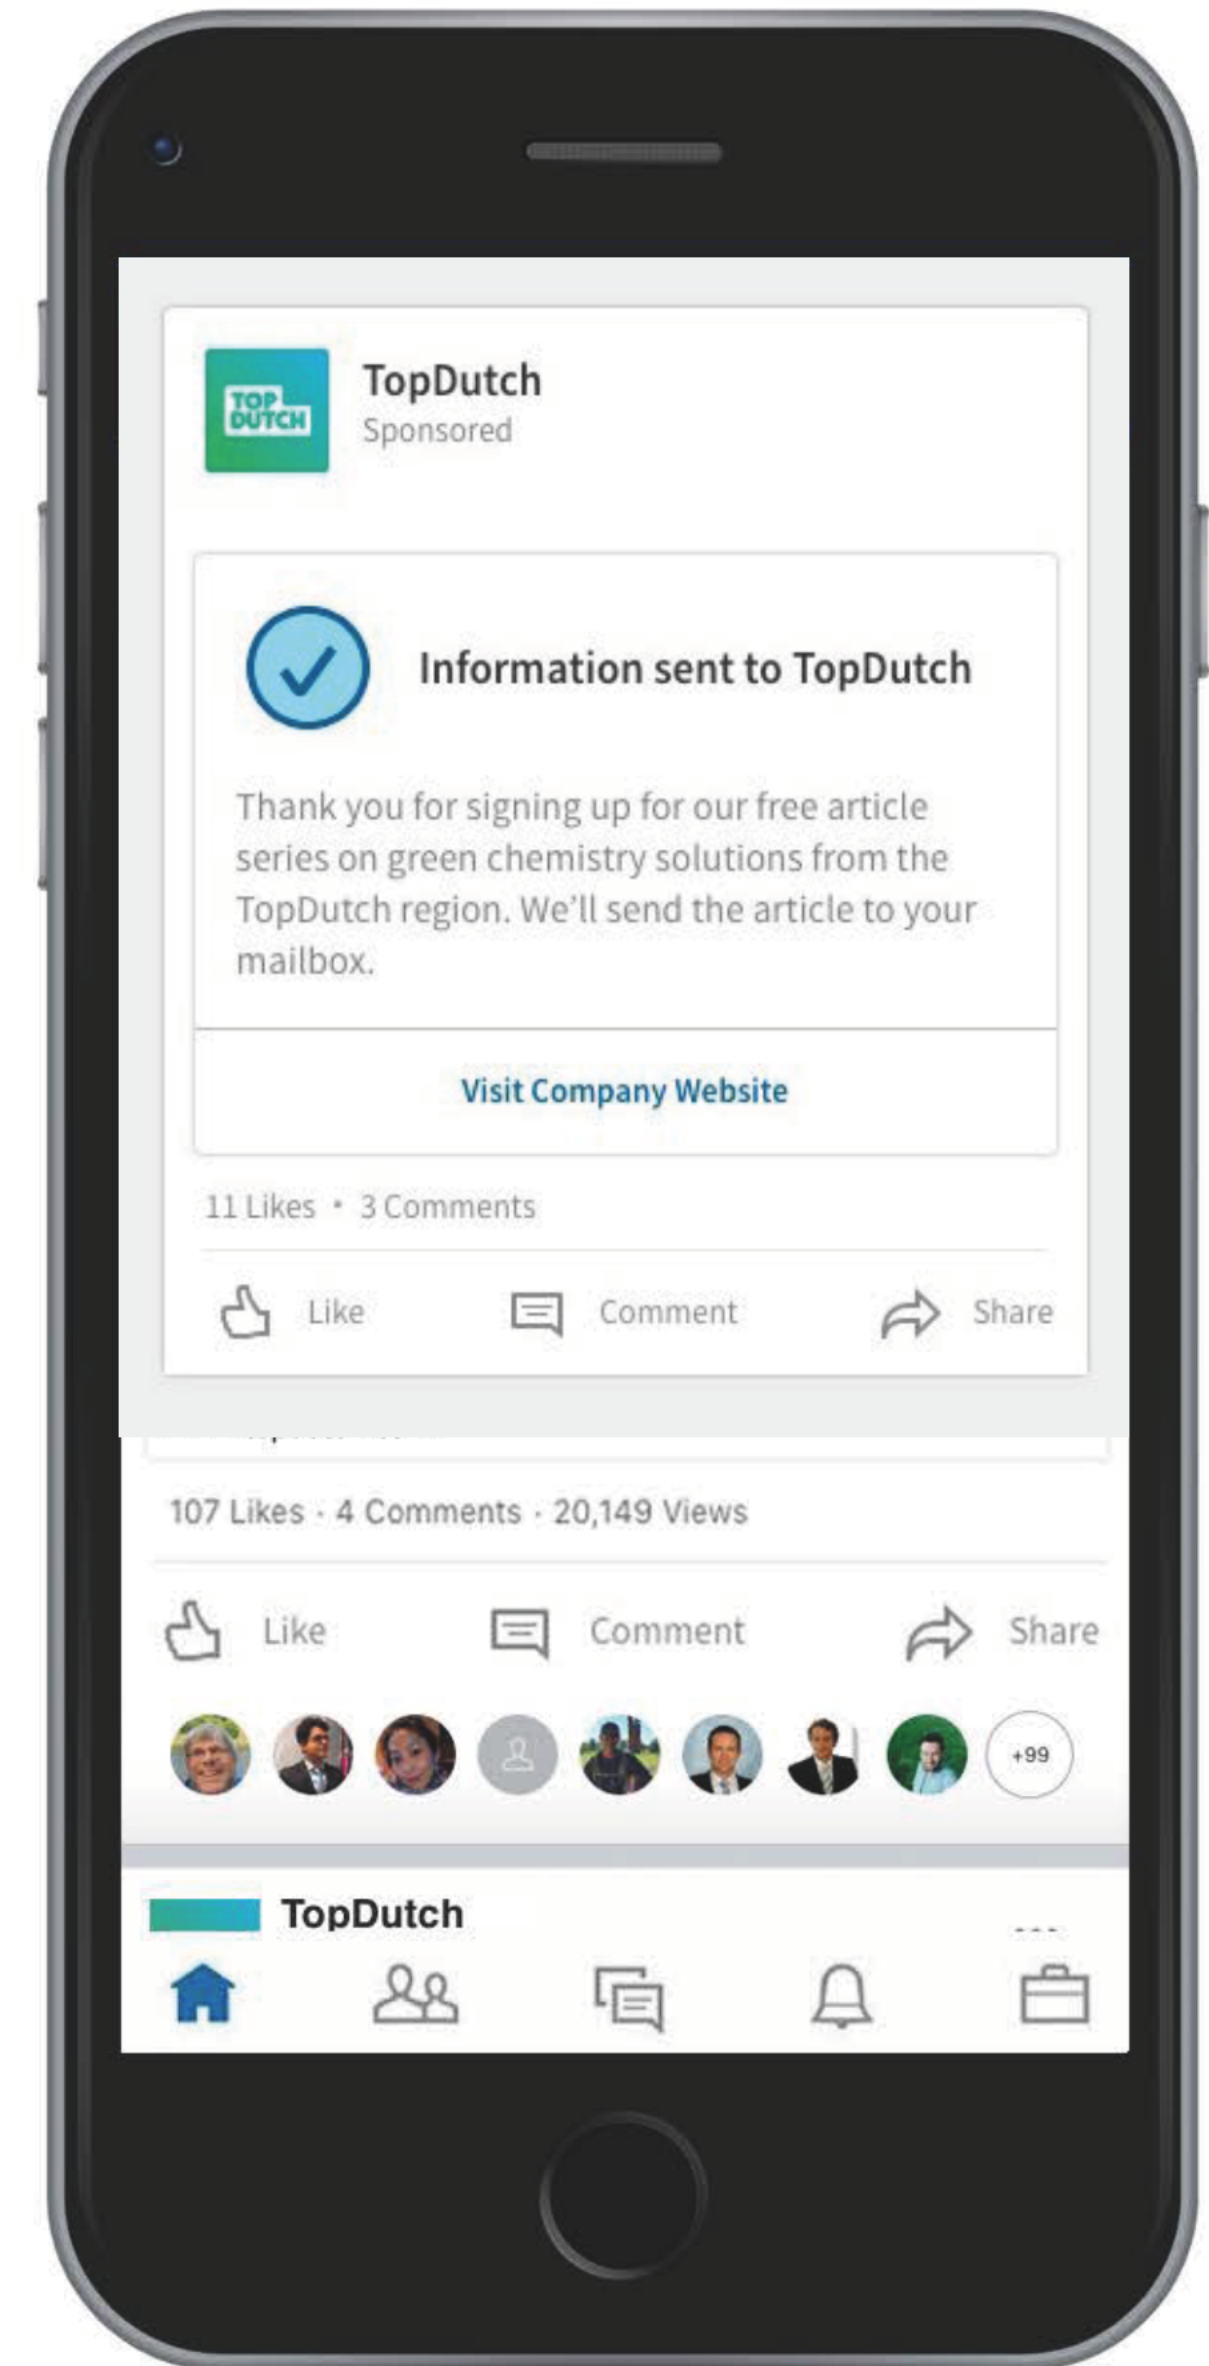 TOP
DUTCH
TopDutch
Sponsored
Information sent to TopDutch
Thank you for signing up for our free article
series on green chemistry solutions from the
TopDutch region. We'll send the article to your
mailbox.
Visit Company Website
11 Likes • 3 Comments
Like Comment Share
107 Likes · 4 Comments · 20,149 Views
Like Comment Share
+99
TopDutch